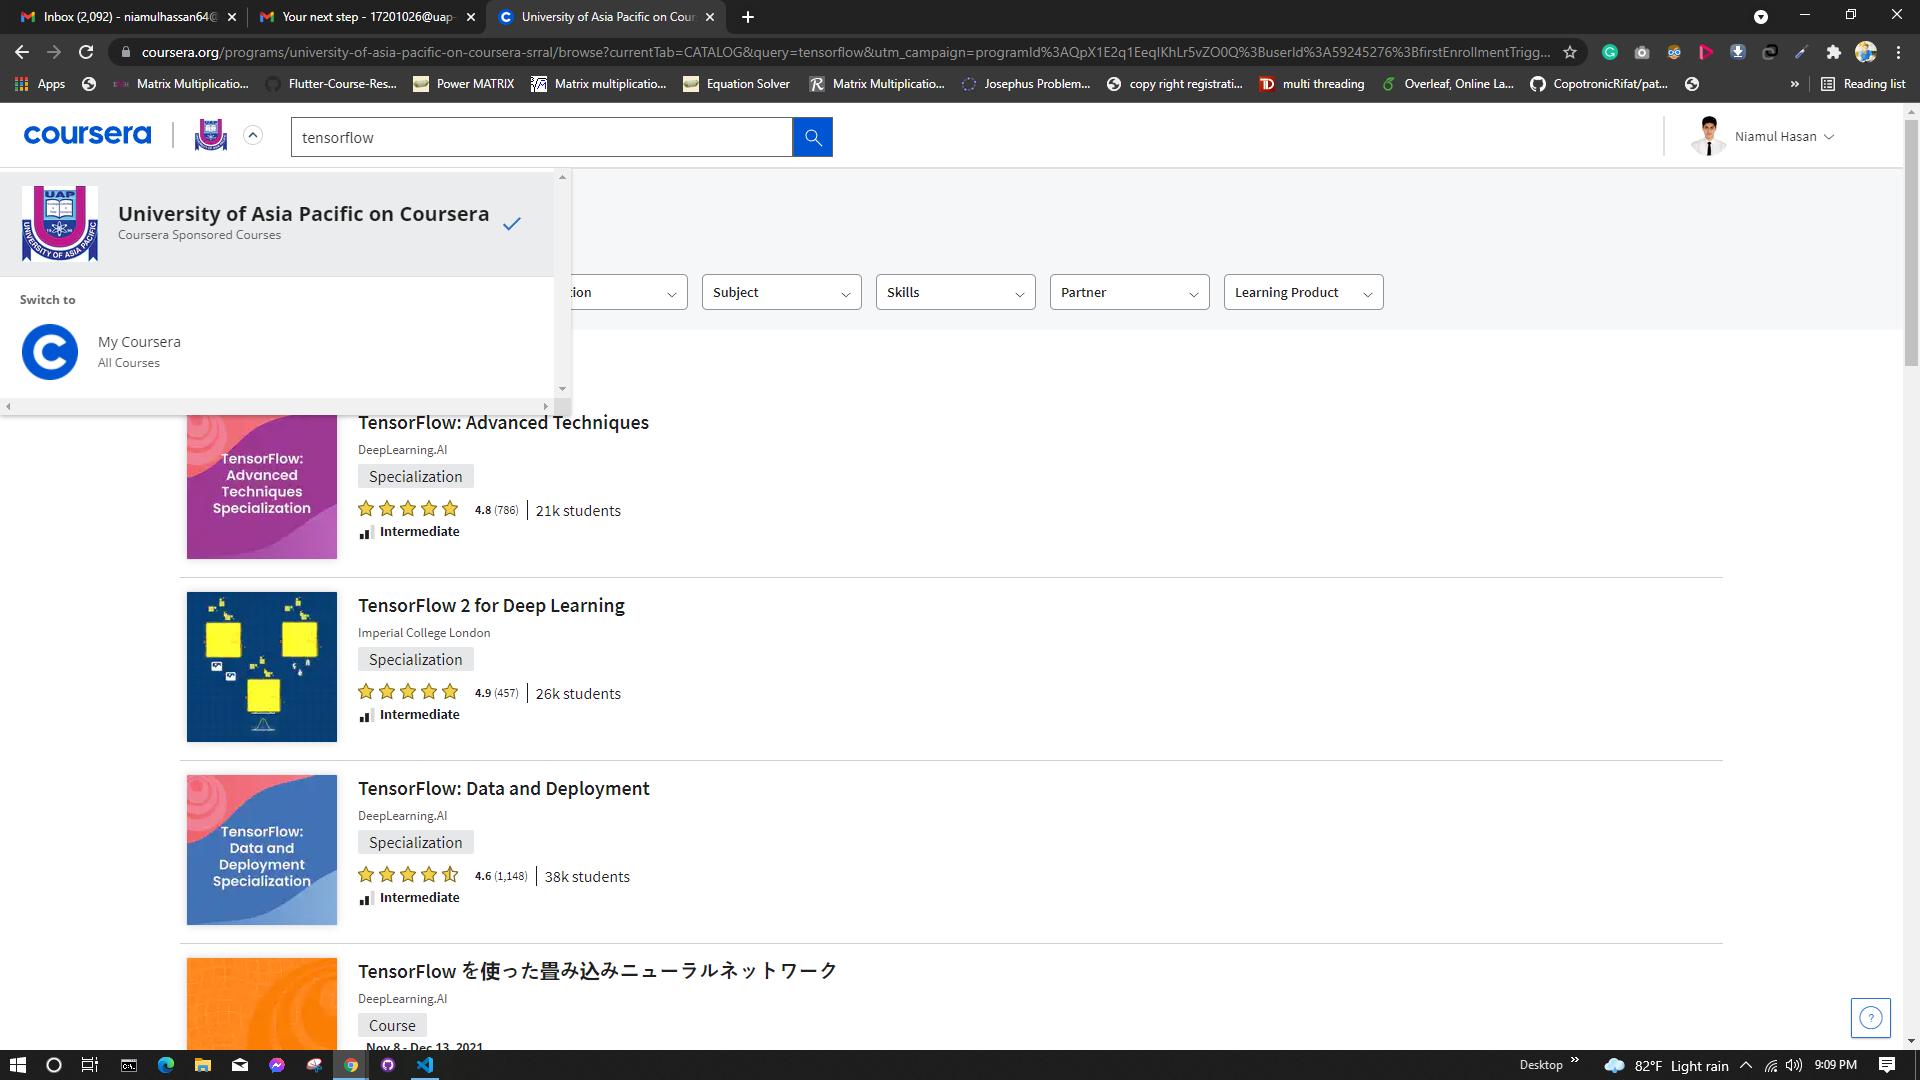 Inbox (2,092) - niamulhassan64@
Your next step - 17201026@uap-
University of Asia Pacific on Cour
coursera.org/programs/university-of-asia-pacific-on-coursera-srral/browse?currentTab=CATALOG&query=tensorflow&utm_campaign=programId%3AQpX1E2q1EeqlKhLr5vZO0Q%3BuserId%3A59245276%3BfirstEnrollmentTrigg...
Apps
Matrix Multiplicatio...
Flutter-Course-Res...
Power MATRIX
Matrix multiplicatio...
Equation Solver
Matrix Multiplicatio...
Josephus Problem...
copy right registrati...
multi threading
Overleaf, Online La...
CopotronicRifat/pat...
Reading list
coursera
tensorflow
Niamul Hasan
UAP
UNIVERSITY OF ASIA PACIFIC
University of Asia Pacific on Coursera
Coursera Sponsored Courses
Switch to
My Coursera
All Courses
tion
Subject
Skills
Partner
Learning Product
TensorFlow:
Advanced
Techniques
Specialization
TensorFlow: Advanced Techniques
DeepLearning.AI
Specialization
4.8 (786) 21k students
Intermediate
TensorFlow 2 for Deep Learning
Imperial College London
Specialization
4.9 (457) 26k students
Intermediate
TensorFlow:
Data and
Deployment
Specialization
TensorFlow: Data and Deployment
DeepLearning.AI
Specialization
4.6 (1,148) 38k students
Intermediate
TensorFlow を使った畳み込みニューラルネットワーク
DeepLearning.AI
Course
Nov 8 - Dec 13, 2021
Desktop
82°F Light rain
9:09 PM